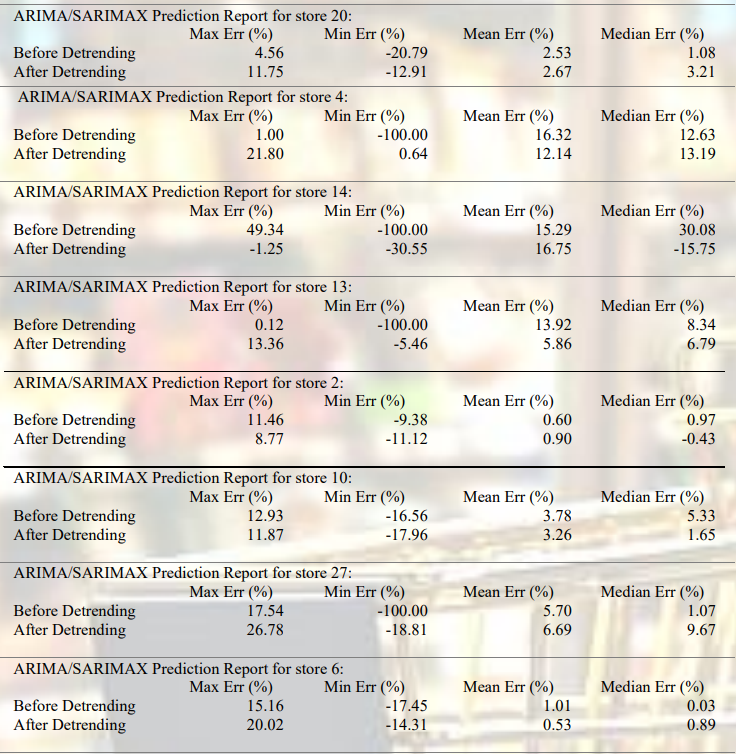 ARIMA/SARIMAX Prediction Report for store 20:
Max Err (%) Min Err (%) Mean Err (%) Median Err (%)
Before Detrending 4.56 -20.79 2.53 1.08
After Detrending 11.75 -12.91 2.67 3.21
ARIMA/SARIMAX Prediction Report for store 4:
Max Err (%) Min Err (%) Mean Err (%) Median Err (%)
Before Detrending 1.00 -100.00 16.32 12.63
After Detrending 21.80 0.64 12.14 13.19
ARIMA/SARIMAX Prediction Report for store 14:
Max Err (%) Min Err (%) Mean Err (%) Median Err (%)
Before Detrending 49.34 -100.00 15.29 30.08
After Detrending -1.25 -30.55 16.75 -15.75
ARIMA/SARIMAX Prediction Report for store 13:
Max Err (%) Min Err (%) Mean Err (%) Median Err (%)
Before Detrending 0.12 -100.00 13.92 8.34
After Detrending 13.36 -5.46 5.86 6.79
ARIMA/SARIMAX Prediction Report for store 2:
Max Err (%) Min Err (%) Mean Err (%) Median Err (%)
Before Detrending 11.46 -9.38 0.60 0.97
After Detrending 8.77 -11.12 0.90 -0.43
ARIMA/SARIMAX Prediction Report for store 10:
Max Err (%) Min Err (%) Mean Err (%) Median Err (%)
Before Detrending 12.93 -16.56 3.78 5.33
After Detrending 11.87 -17.96 3.26 1.65
ARIMA/SARIMAX Prediction Report for store 27:
Max Err (%) Min Err (%) Mean Err (%) Median Err (%)
Before Detrending 17.54 -100.00 5.70 1.07
After Detrending 26.78 -18.81 6.69 9.67
ARIMA/SARIMAX Prediction Report for store 6:
Max Err (%) Min Err (%) Mean Err (%) Median Err (%)
Before Detrending 15.16 -17.45 1.01 0.03
After Detrending 20.02 -14.31 0.53 0.89